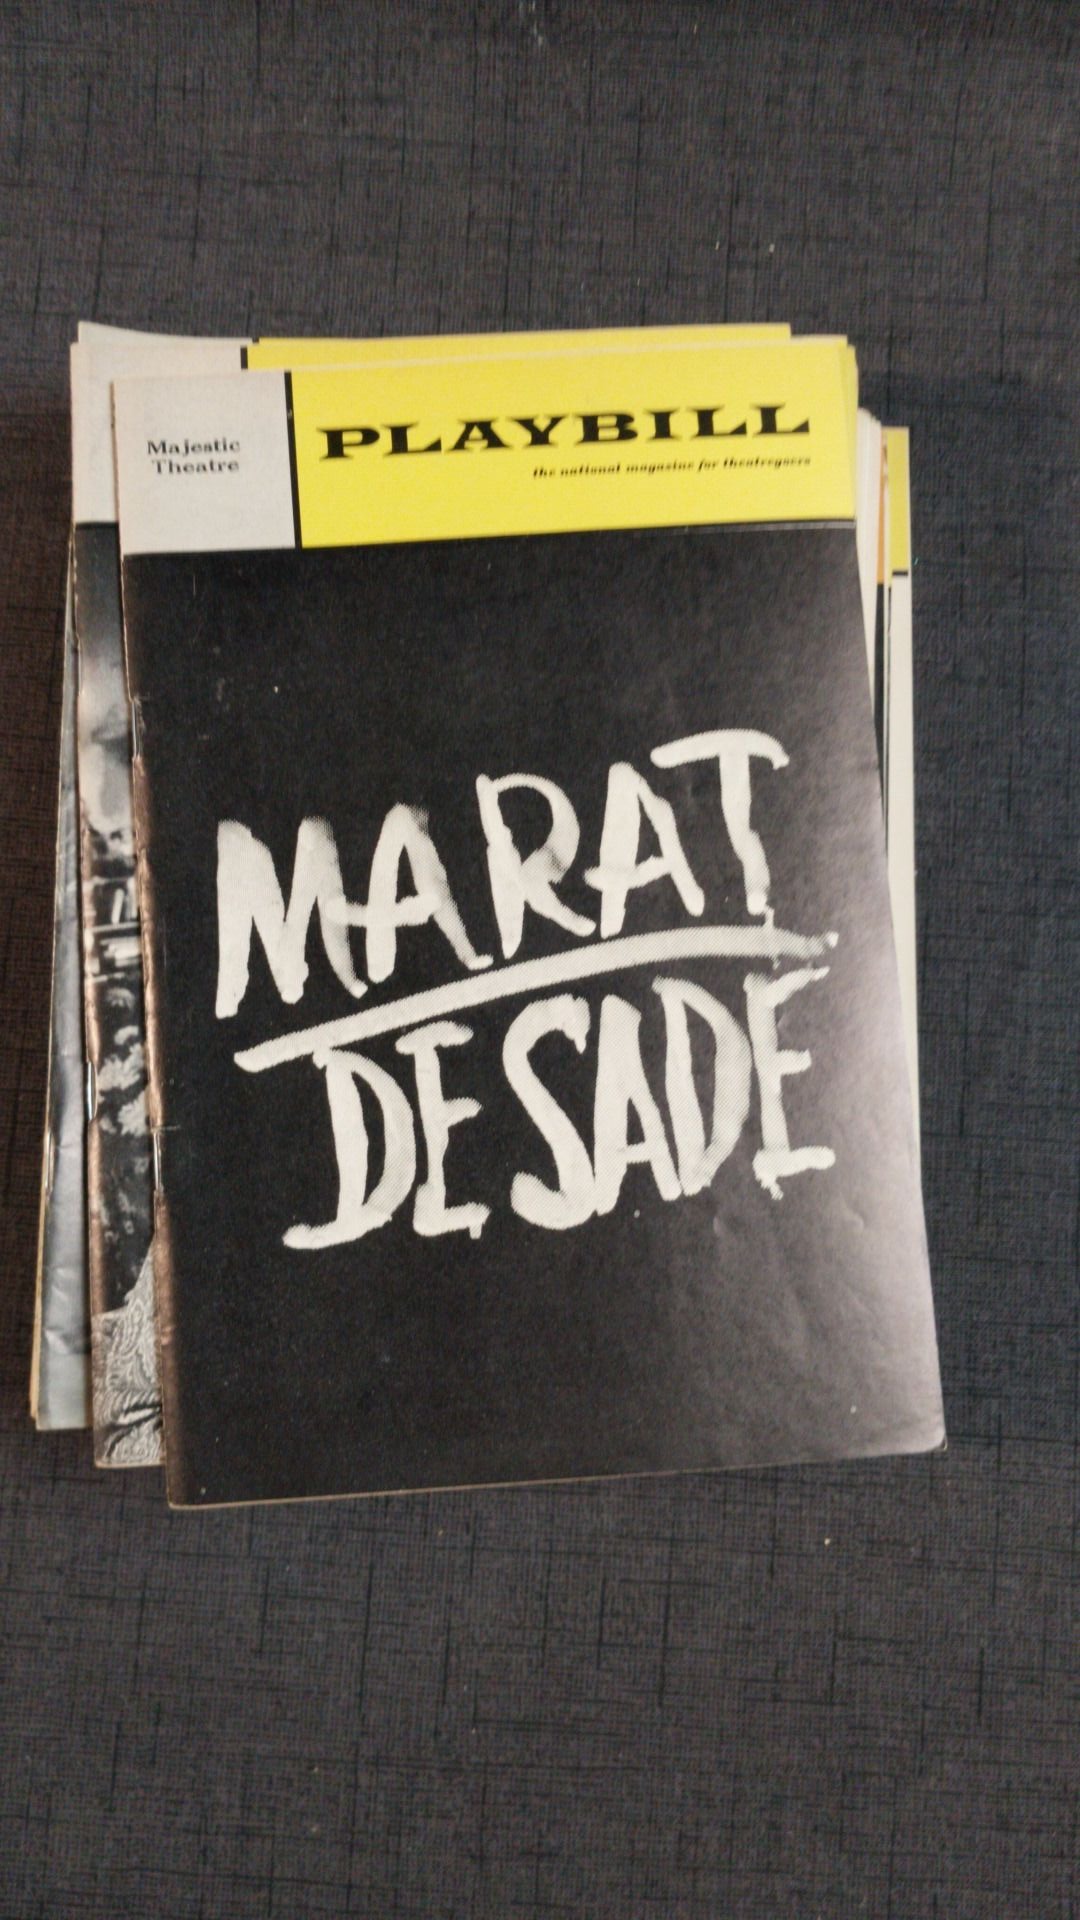 Majestic
Theatre
PLAYBILL
the national magazine for theatregoers
MARAT
DE SADE